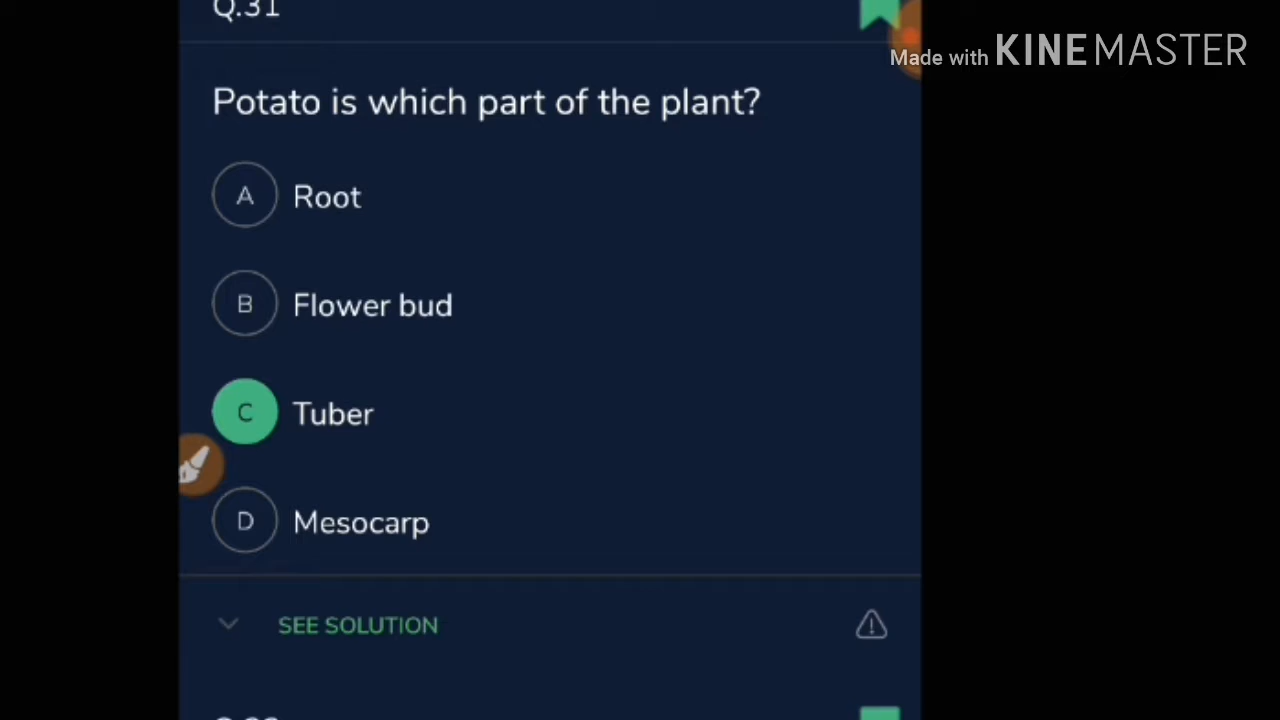 Q.31
Made with KINEMASTER
Potato is which part of the plant?
A Root
B Flower bud
C Tuber
D Mesocarp
SEE SOLUTION